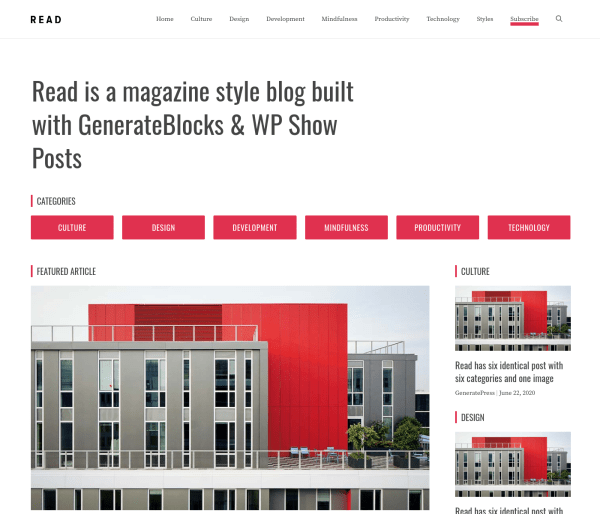 READ
Home Culture Design Development Mindfulness Productivity Technology Styles Subscribe
Read is a magazine style blog built
with GenerateBlocks & WP Show
Posts
CATEGORIES
CULTURE DESIGN DEVELOPMENT MINDFULNESS PRODUCTIVITY TECHNOLOGY
FEATURED ARTICLE
CULTURE
Read has six identical post with
six categories and one image
GeneratePress | June 22, 2020
DESIGN
Read has six identical post with